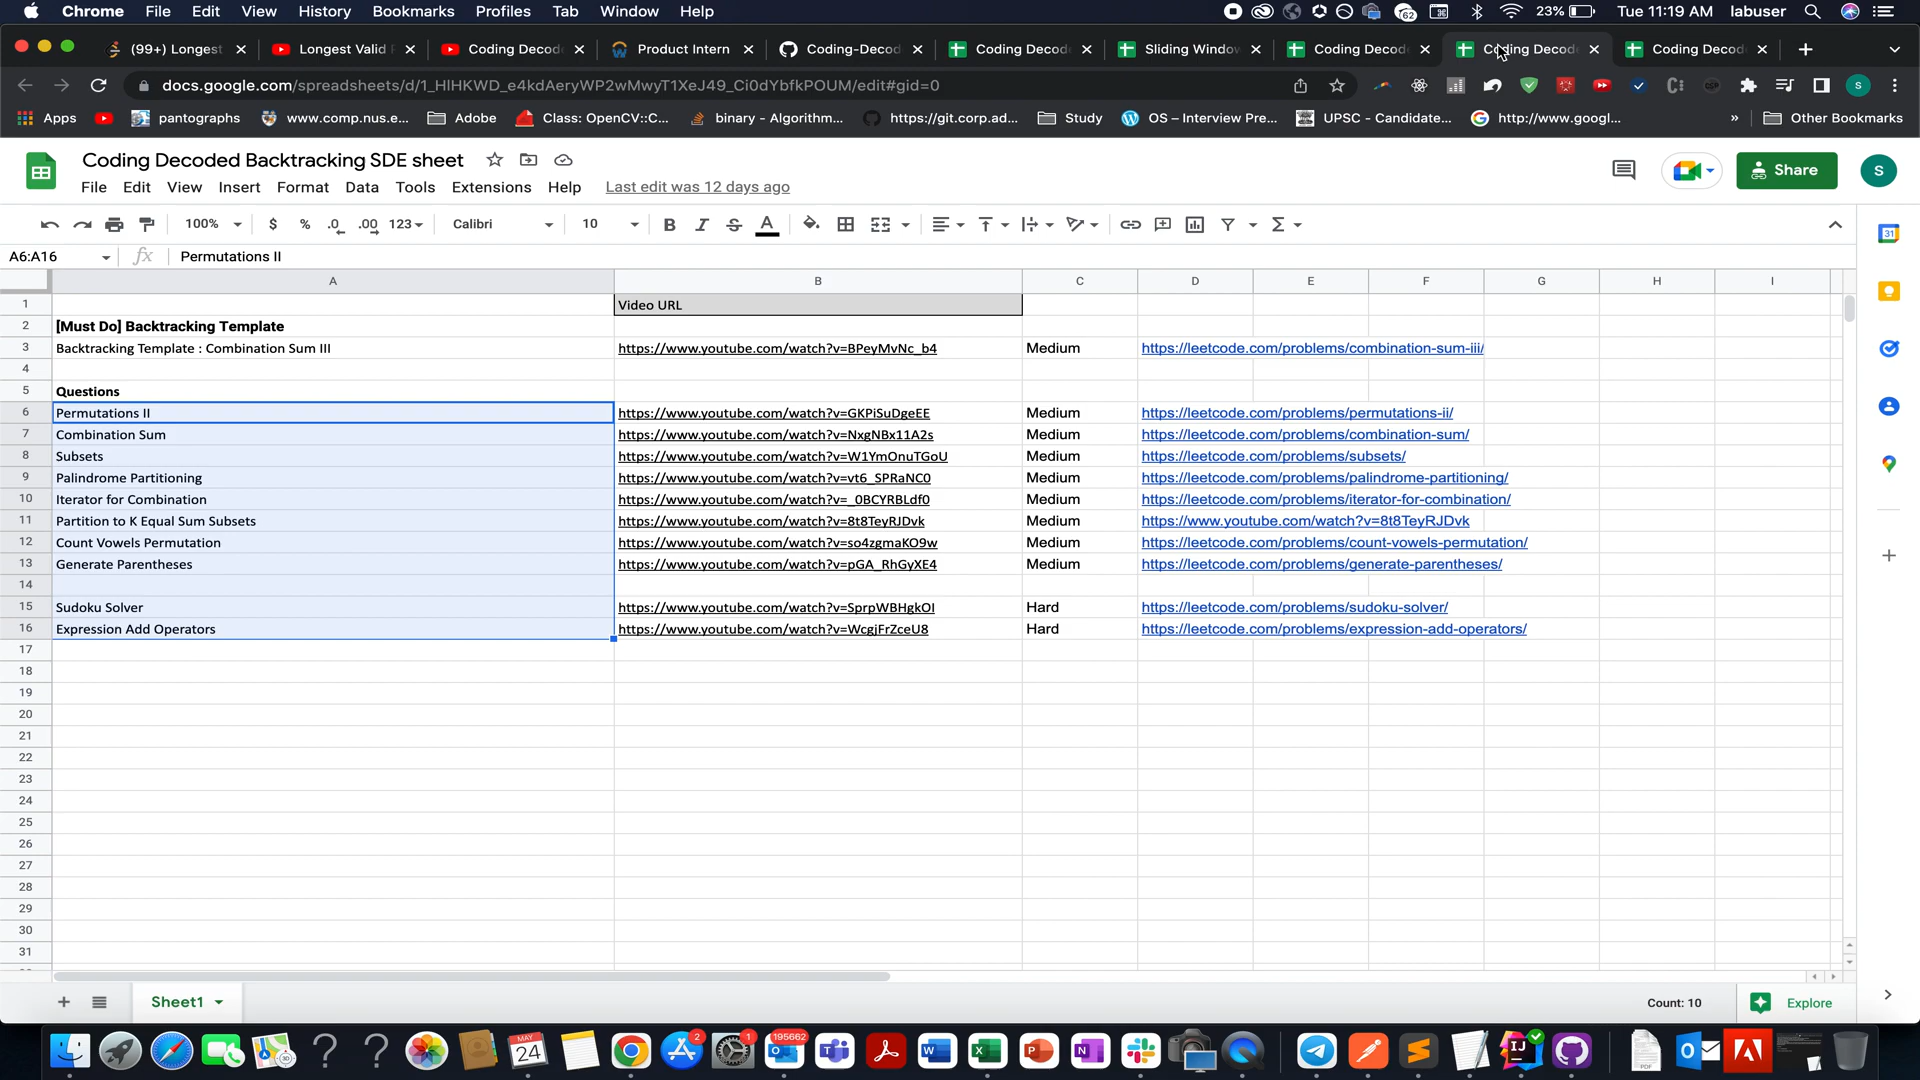 Chrome File Edit View History Bookmarks Profiles Tab Window Help 62 23% Tue 11:19 AM labuser
(99+) Longest Longest Valid Coding Decod Product Intern Coding-Decod Coding Decod Sliding Window Coding Decod Coding Decod Coding Decod
docs.google.com/spreadsheets/d/1_HlHKWD_e4kdAeryWP2wMwyT1XeJ49_Ci0dYbfkPOUM/edit#gid=0 S
Apps pantographs www.comp.nus.e... Adobe Class: OpenCV::C... binary - Algorithm... https://git.corp.ad... Study OS – Interview Pre... UPSC - Candidate... http://www.googl... » Other Bookmarks
Coding Decoded Backtracking SDE sheet
Share S
File Edit View Insert Format Data Tools Extensions Help Last edit was 12 days ago
100% $ % .0 .00 123 Calibri 10 B I S A
A6:A16 fx Permutations II
A B C D E F G H I
1 Video URL
2 [Must Do] Backtracking Template
3 Backtracking Template : Combination Sum III https://www.youtube.com/watch?v=BPeyMvNc_b4 Medium https://leetcode.com/problems/combination-sum-iii/
4
5 Questions
6 Permutations II https://www.youtube.com/watch?v=GKPiSuDgeEE Medium https://leetcode.com/problems/permutations-ii/
7 Combination Sum https://www.youtube.com/watch?v=NxgNBx11A2s Medium https://leetcode.com/problems/combination-sum/
8 Subsets https://www.youtube.com/watch?v=W1YmOnuTGoU Medium https://leetcode.com/problems/subsets/
9 Palindrome Partitioning https://www.youtube.com/watch?v=vt6_SPRaNC0 Medium https://leetcode.com/problems/palindrome-partitioning/
10 Iterator for Combination https://www.youtube.com/watch?v=_0BCYRBLdf0 Medium https://leetcode.com/problems/iterator-for-combination/
11 Partition to K Equal Sum Subsets https://www.youtube.com/watch?v=8t8TeyRJDvk Medium https://www.youtube.com/watch?v=8t8TeyRJDvk
12 Count Vowels Permutation https://www.youtube.com/watch?v=so4zgmaKO9w Medium https://leetcode.com/problems/count-vowels-permutation/
13 Generate Parentheses https://www.youtube.com/watch?v=pGA_RhGyXE4 Medium https://leetcode.com/problems/generate-parentheses/
14
15 Sudoku Solver https://www.youtube.com/watch?v=SprpWBHgkOI Hard https://leetcode.com/problems/sudoku-solver/
16 Expression Add Operators https://www.youtube.com/watch?v=WcgjFrZceU8 Hard https://leetcode.com/problems/expression-add-operators/
17
18
19
20
21
22
23
24
25
26
27
28
29
30
31
Sheet1 Count: 10 Explore
MAY 24 2 1 195662